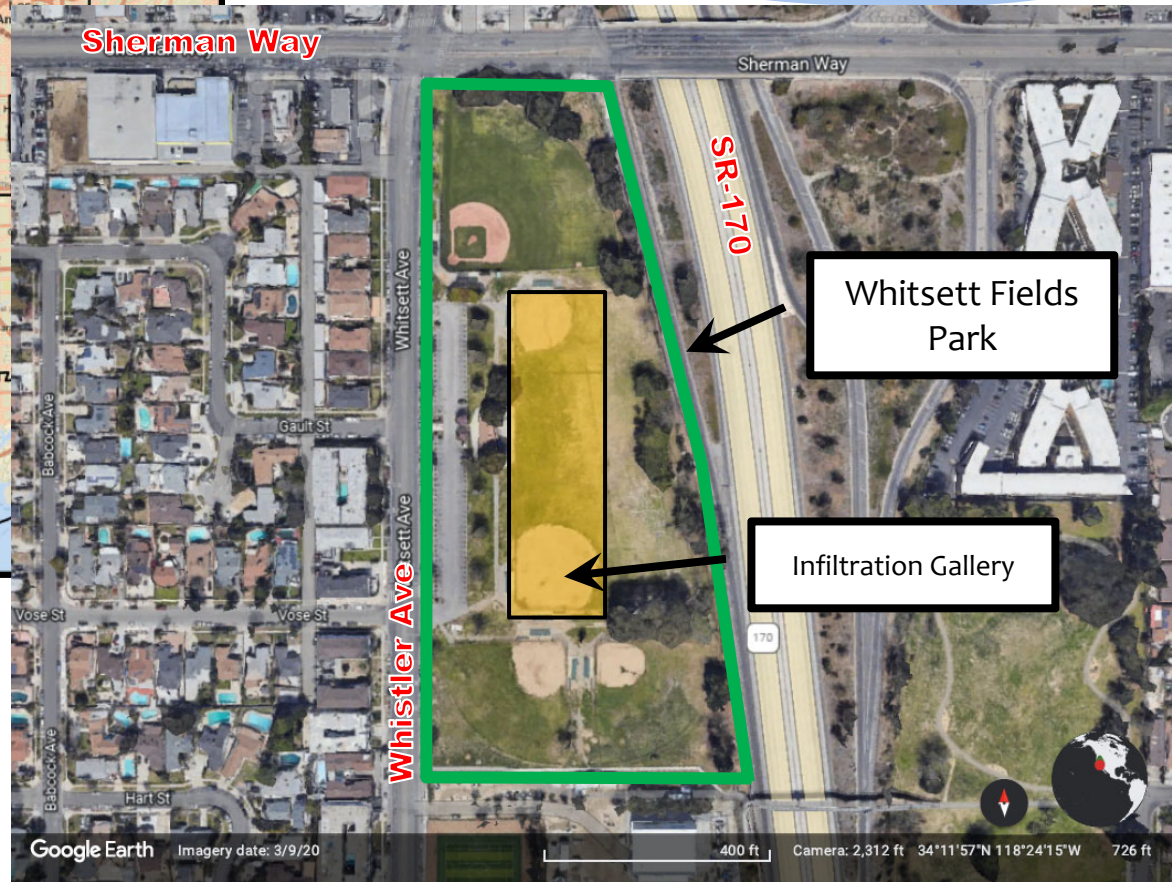 Sherman Way
Sherman Way
SR-170
Whitsett Ave
Whitsett Fields
Park
Gault St
Babcock Ave
Infiltration Gallery
Whistler Ave
Vose St
Vose St
170
Babcock Ave
Hart St
Google Earth
Imagery date: 3/9/20
400 ft
Camera: 2,312 ft
34°11'57"N 118°24'15"W
726 ft